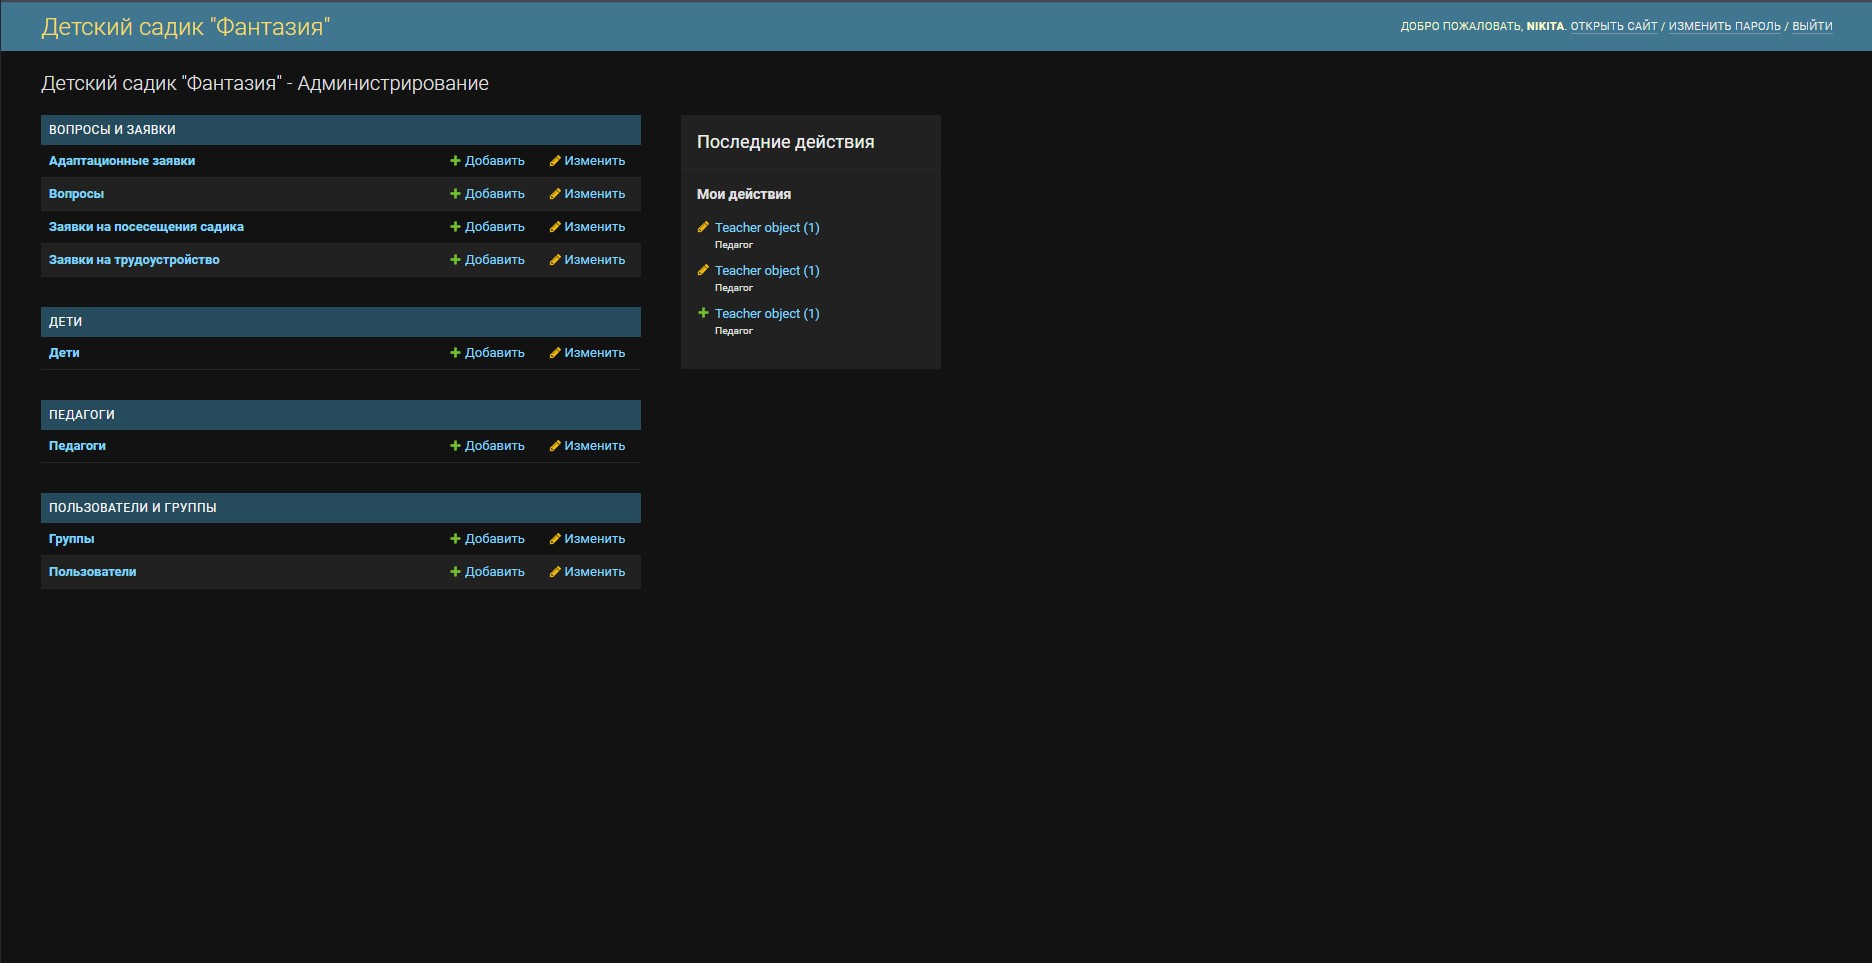 Детский садик "Фантазия"
ДОБРО ПОЖАЛОВАТЬ, NIKITA. ОТКРЫТЬ САЙТ / ИЗМЕНИТЬ ПАРОЛЬ / ВЫЙТИ
Детский садик "Фантазия" - Администрирование
ВОПРОСЫ И ЗАЯВКИ
Адаптационные заявки Добавить Изменить
Вопросы Добавить Изменить
Заявки на посесещения садика Добавить Изменить
Заявки на трудоустройство Добавить Изменить
ДЕТИ
Дети Добавить Изменить
ПЕДАГОГИ
Педагоги Добавить Изменить
ПОЛЬЗОВАТЕЛИ И ГРУППЫ
Группы Добавить Изменить
Пользователи Добавить Изменить
Последние действия
Мои действия
Teacher object (1)
Педагог
Teacher object (1)
Педагог
Teacher object (1)
Педагог